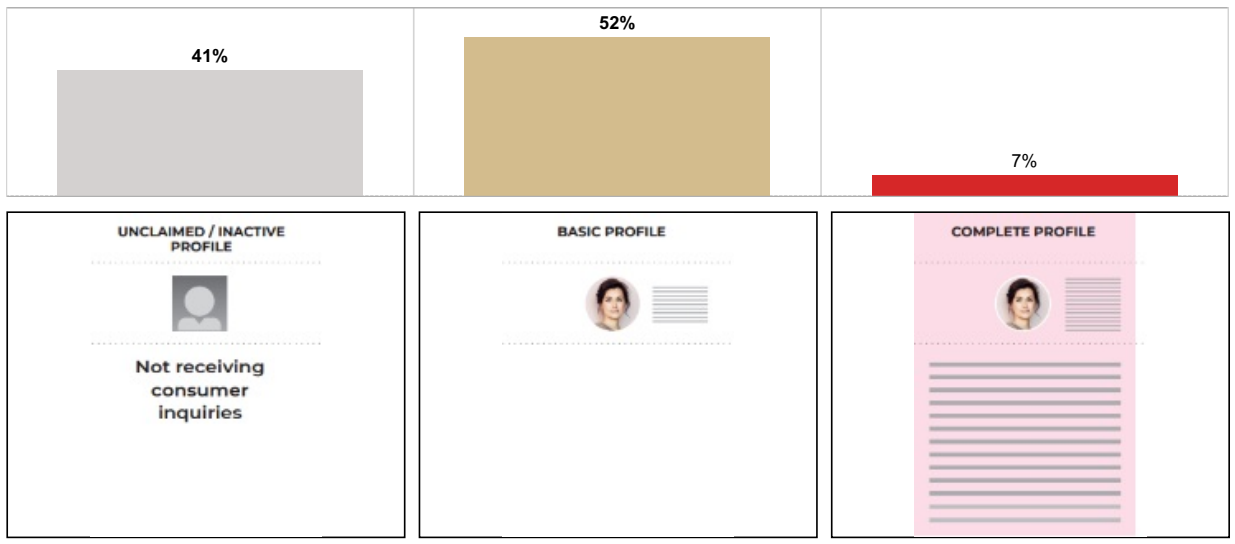 41%
52%
7%
UNCLAIMED / INACTIVE
PROFILE
Not receiving
consumer
inquiries
BASIC PROFILE
COMPLETE PROFILE